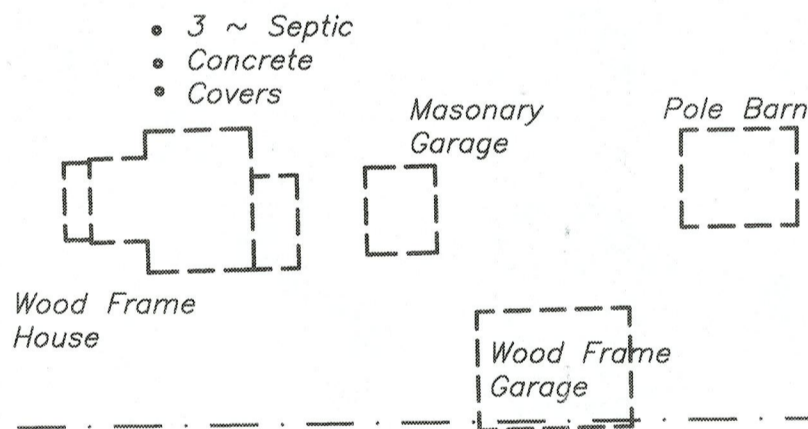 3 ~ Septic
Concrete
Covers
Masonary
Garage
Pole Barn
Wood Frame
House
Wood Frame
Garage